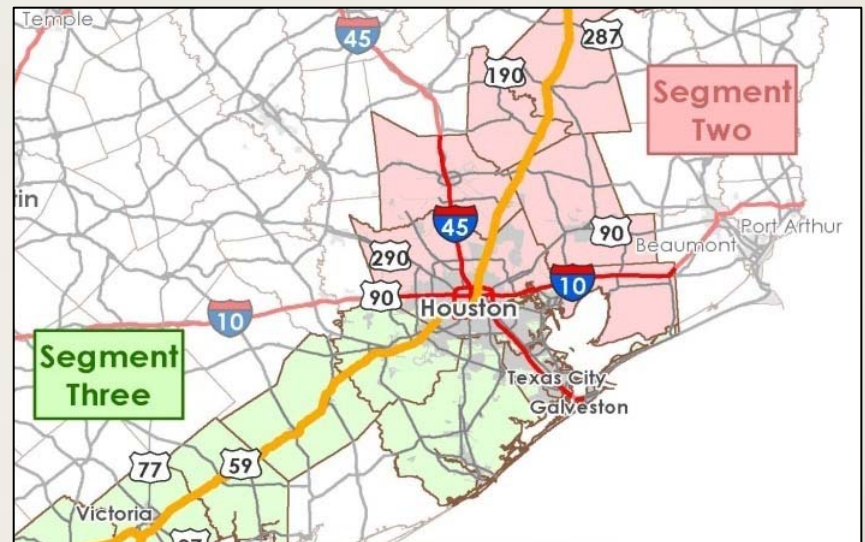 Temple
45
287
190
Segment
Two
in
45
290
90
Port Arthur
Beaumont
10
90
Houston
10
Segment
Three
Texas City
Galveston
77
59
Victoria